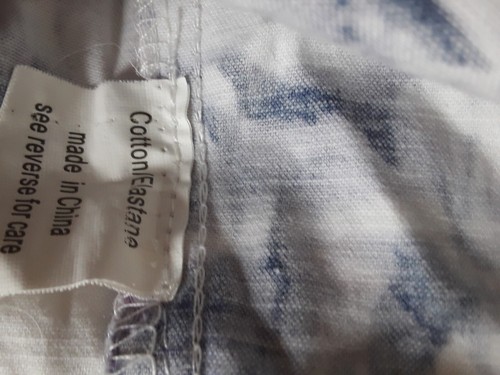 Cotton/Elastane
made in China
see reverse for care